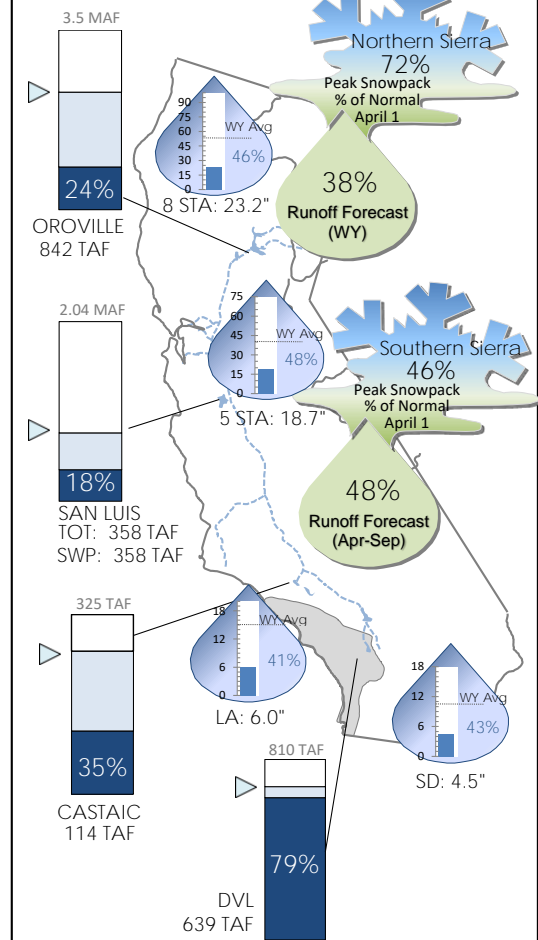 3.5 MAF
24%
OROVILLE
842 TAF
Northern Sierra
72%
Peak Snowpack
% of Normal
April 1
38%
Runoff Forecast
(WY)
90
75
60
45
30
15
0
WY Avg
46%
8 STA: 23.2"
2.04 MAF
18%
SAN LUIS
TOT: 358 TAF
SWP: 358 TAF
75
60
45
30
15
0
WY Avg
48%
5 STA: 18.7"
Southern Sierra
46%
Peak Snowpack
% of Normal
April 1
48%
Runoff Forecast
(Apr-Sep)
325 TAF
35%
CASTAIC
114 TAF
18
12
6
0
WY Avg
41%
LA: 6.0"
18
12
6
0
WY Avg
43%
SD: 4.5"
810 TAF
79%
DVL
639 TAF